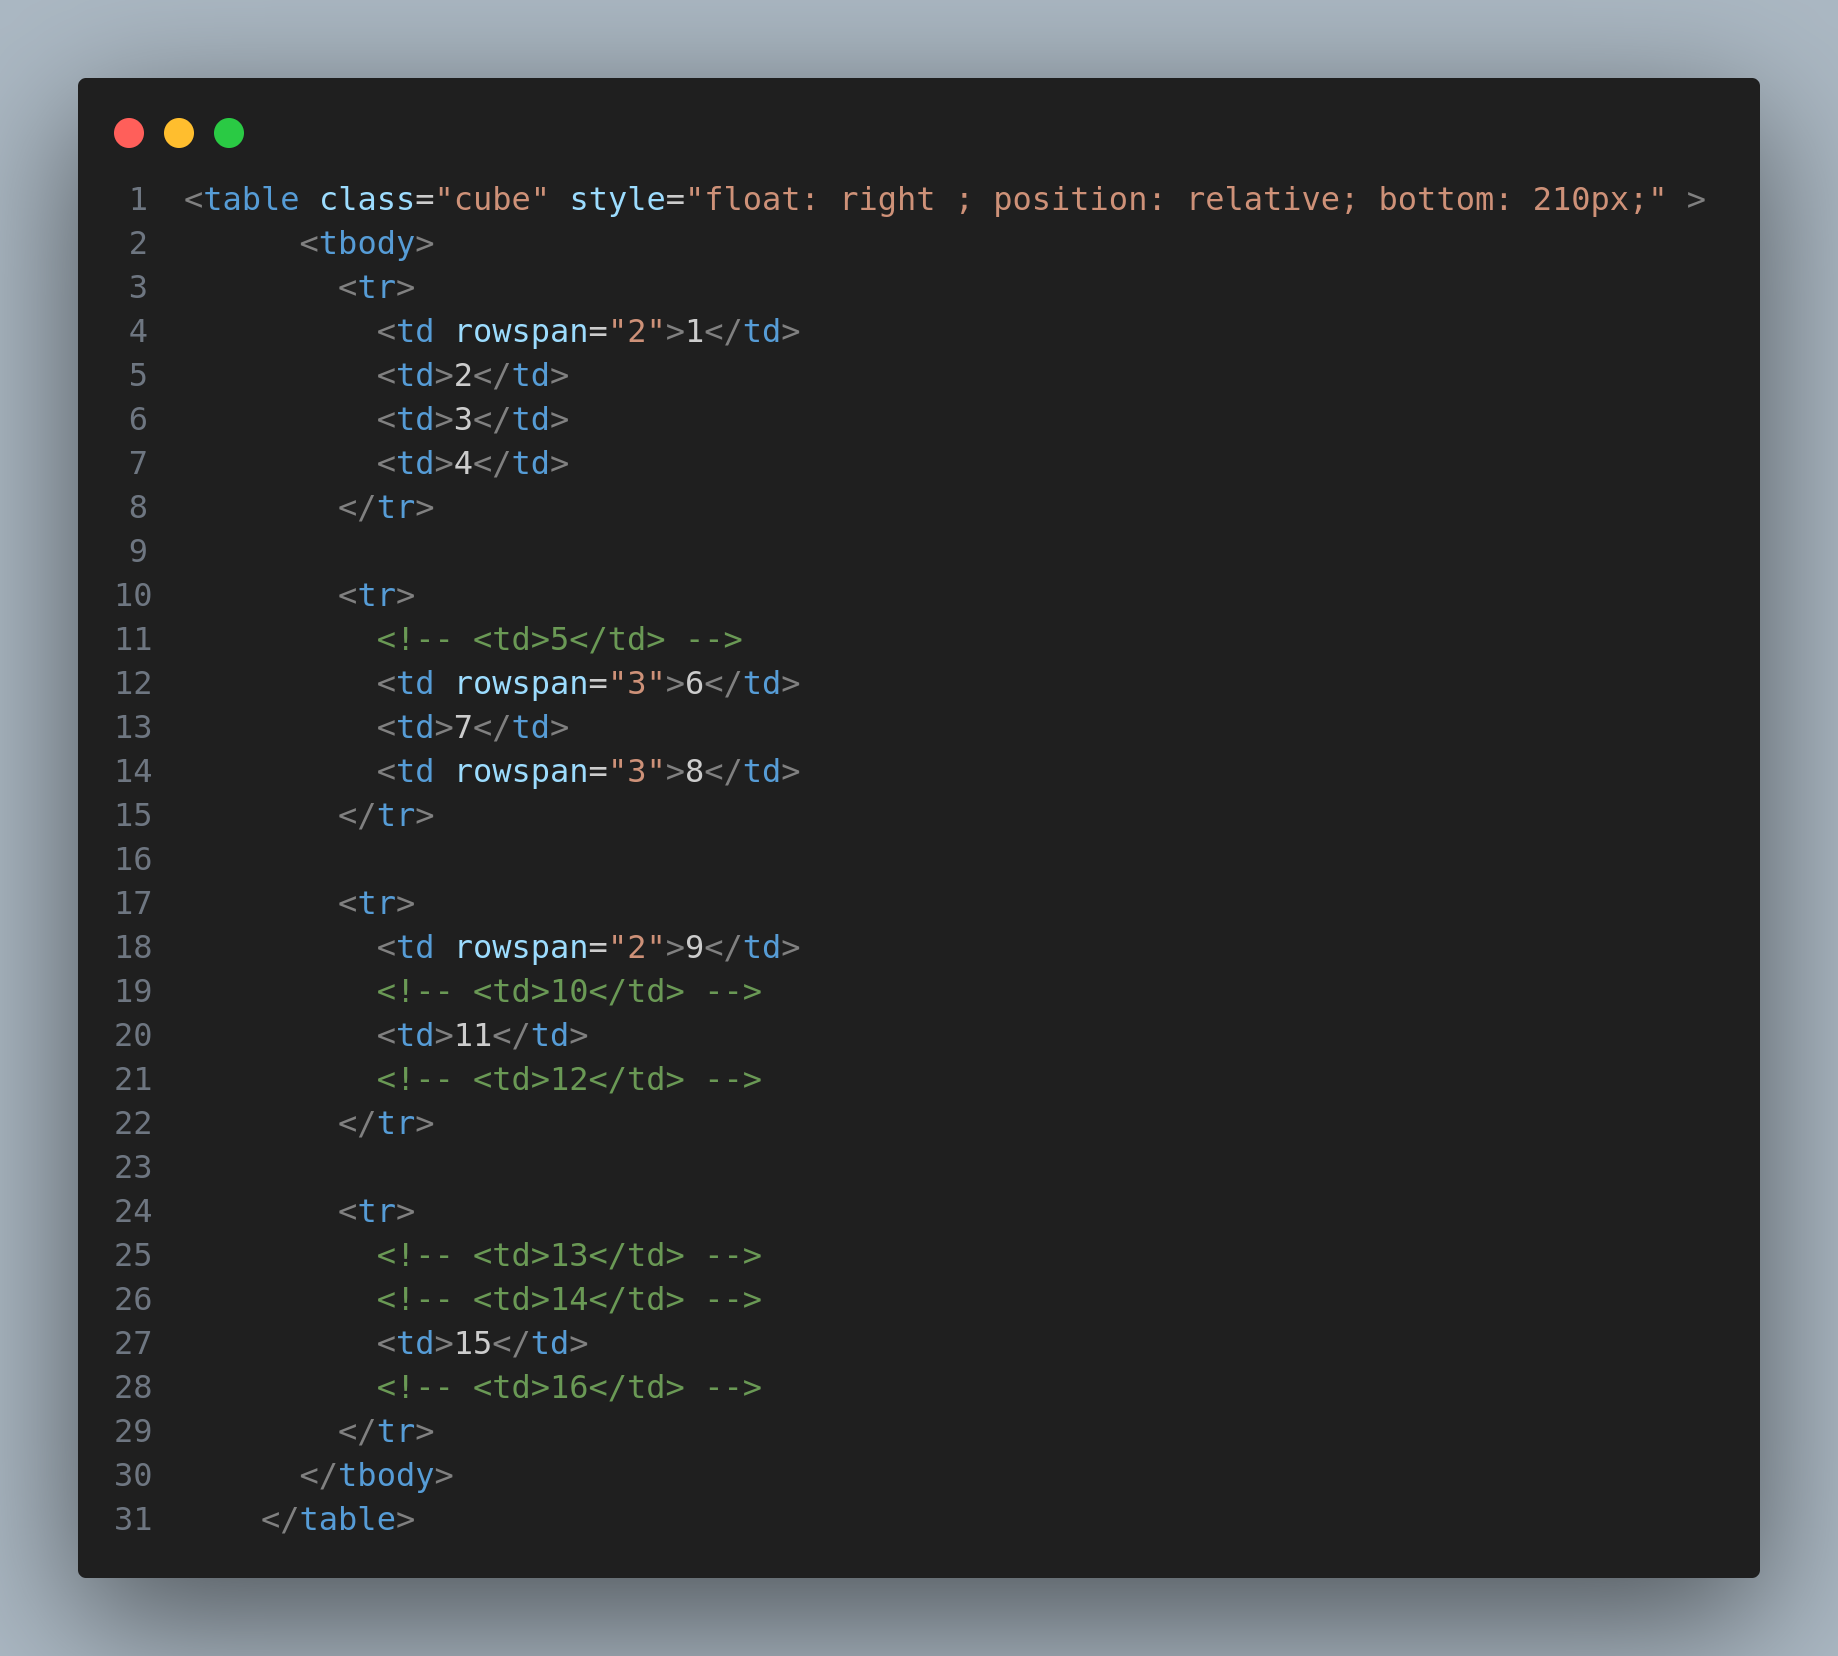 1 <table class="cube" style="float: right ; position: relative; bottom: 210px;" >
2 <tbody>
3 <tr>
4 <td rowspan="2">1</td>
5 <td>2</td>
6 <td>3</td>
7 <td>4</td>
8 </tr>
9
10 <tr>
11 <!-- <td>5</td> -->
12 <td rowspan="3">6</td>
13 <td>7</td>
14 <td rowspan="3">8</td>
15 </tr>
16
17 <tr>
18 <td rowspan="2">9</td>
19 <!-- <td>10</td> -->
20 <td>11</td>
21 <!-- <td>12</td> -->
22 </tr>
23
24 <tr>
25 <!-- <td>13</td> -->
26 <!-- <td>14</td> -->
27 <td>15</td>
28 <!-- <td>16</td> -->
29 </tr>
30 </tbody>
31 </table>